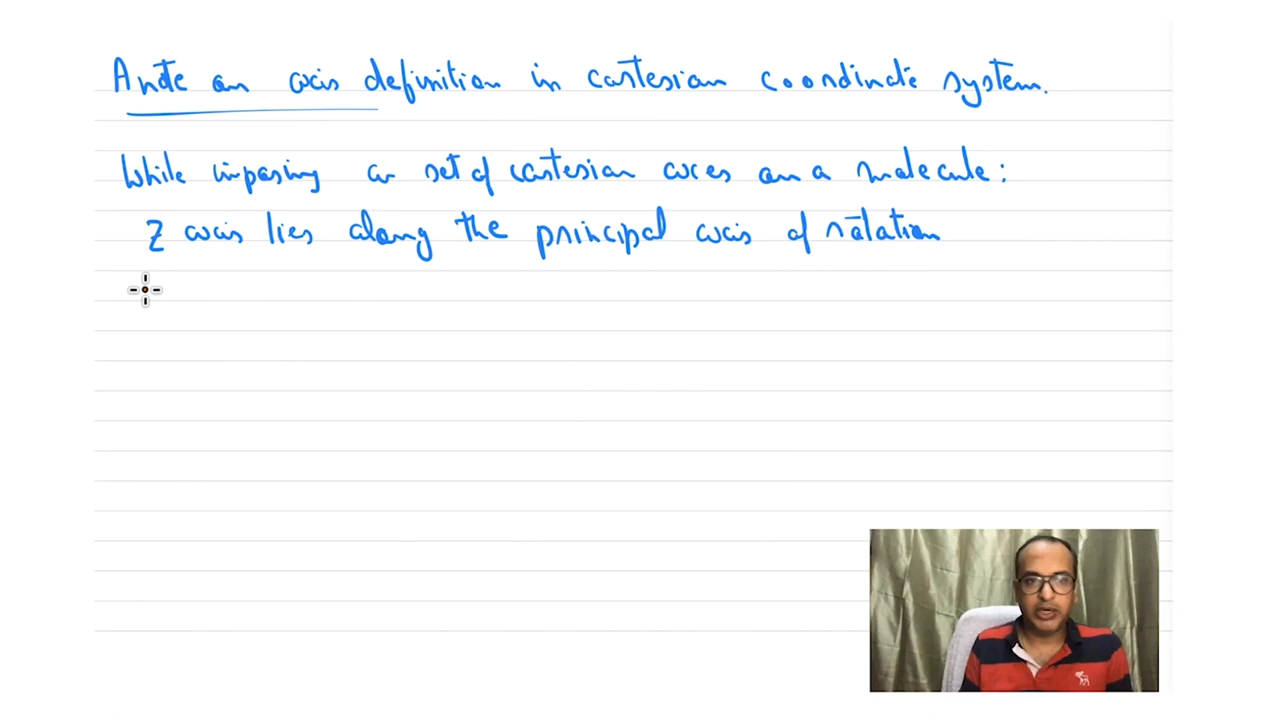 A note on axis definition in cartesian coordinate system.
While imposing a set of cartesian axes on a molecule:
Z axis lies along the principal axis of rotation